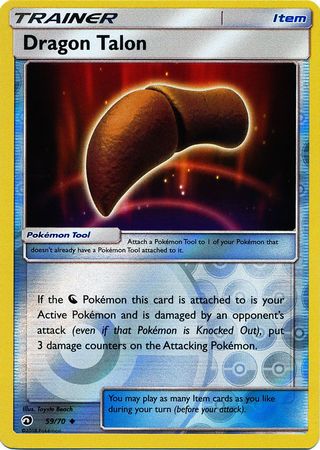 TRAINER Item
Dragon Talon
Pokémon Tool
Attach a Pokémon Tool to 1 of your Pokémon that
doesn't already have a Pokémon Tool attached to it.
If the Pokémon this card is attached to is your
Active Pokémon and is damaged by an opponent's
attack (even if that Pokémon is Knocked Out), put
3 damage counters on the Attacking Pokémon.
You may play as many Item cards as you like
during your turn (before your attack).
Illus. Toyste Beach
59/70
©2018 Pokémon